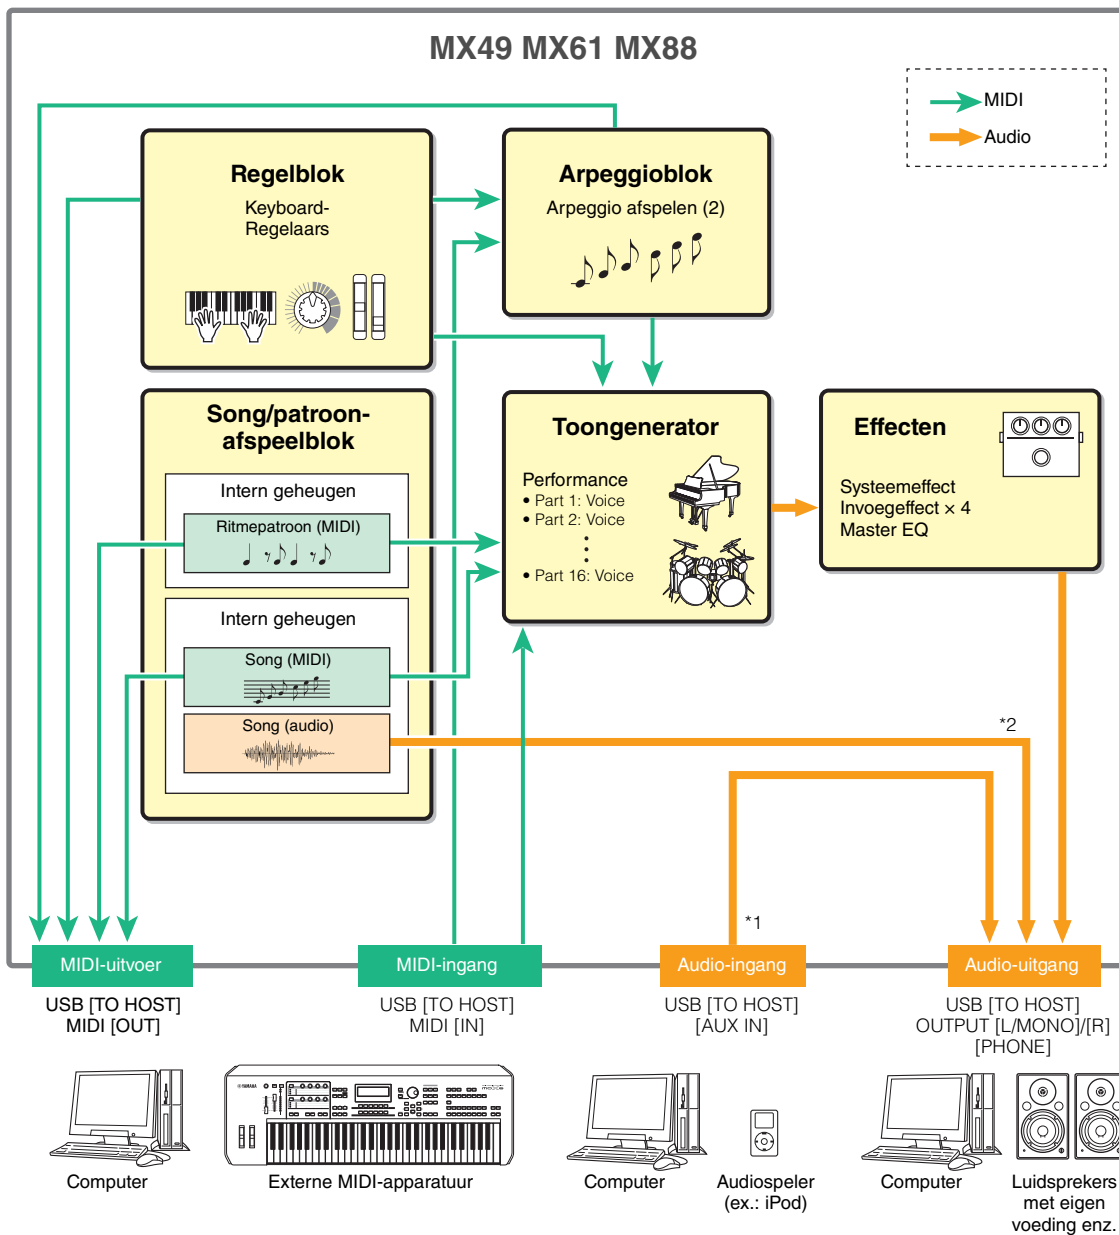 MX49 MX61 MX88
MIDI
Audio
Regelblok
Keyboard-
Regelaars
Arpeggioblok
Arpeggio afspelen (2)
Song/patroon-
afspeelblok
Intern geheugen
Ritmepatroon (MIDI)
Intern geheugen
Song (MIDI)
Song (audio)
Toongenerator
Performance
• Part 1: Voice
• Part 2: Voice
• Part 16: Voice
Effecten
Systeemeffect
Invoegeffect × 4
Master EQ
*2
*1
MIDI-uitvoer
MIDI-ingang
Audio-ingang
Audio-uitgang
USB [TO HOST]
MIDI [OUT]
USB [TO HOST]
MIDI [IN]
USB [TO HOST]
[AUX IN]
USB [TO HOST]
OUTPUT [L/MONO]/[R]
[PHONE]
YAMAHA
Computer
Externe MIDI-apparatuur
Computer
Audiospeler
(ex.: iPod)
Computer
Luidsprekers
met eigen
voeding enz.